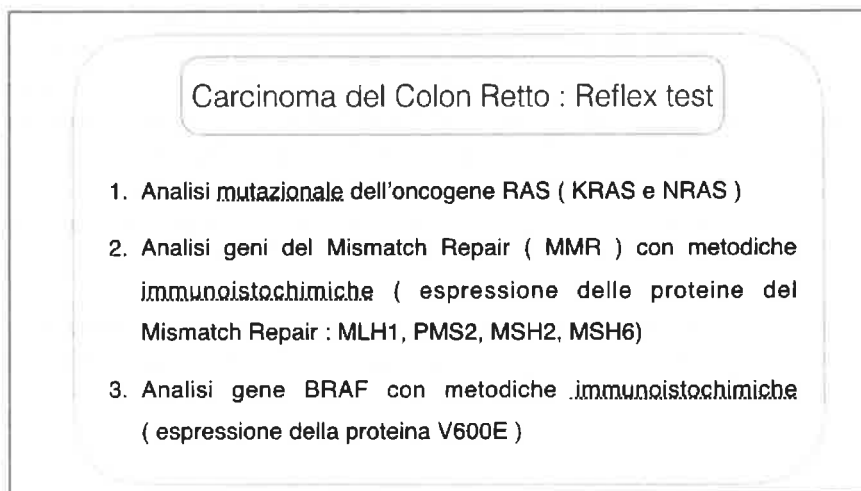 Carcinoma del Colon Retto : Reflex test
1. Analisi mutazionale dell'oncogene RAS ( KRAS e NRAS )
2. Analisi geni del Mismatch Repair ( MMR ) con metodiche
immunoistochimiche ( espressione delle proteine del
Mismatch Repair : MLH1, PMS2, MSH2, MSH6)
3. Analisi gene BRAF con metodiche immunoistochimiche
( espressione della proteina V600E )